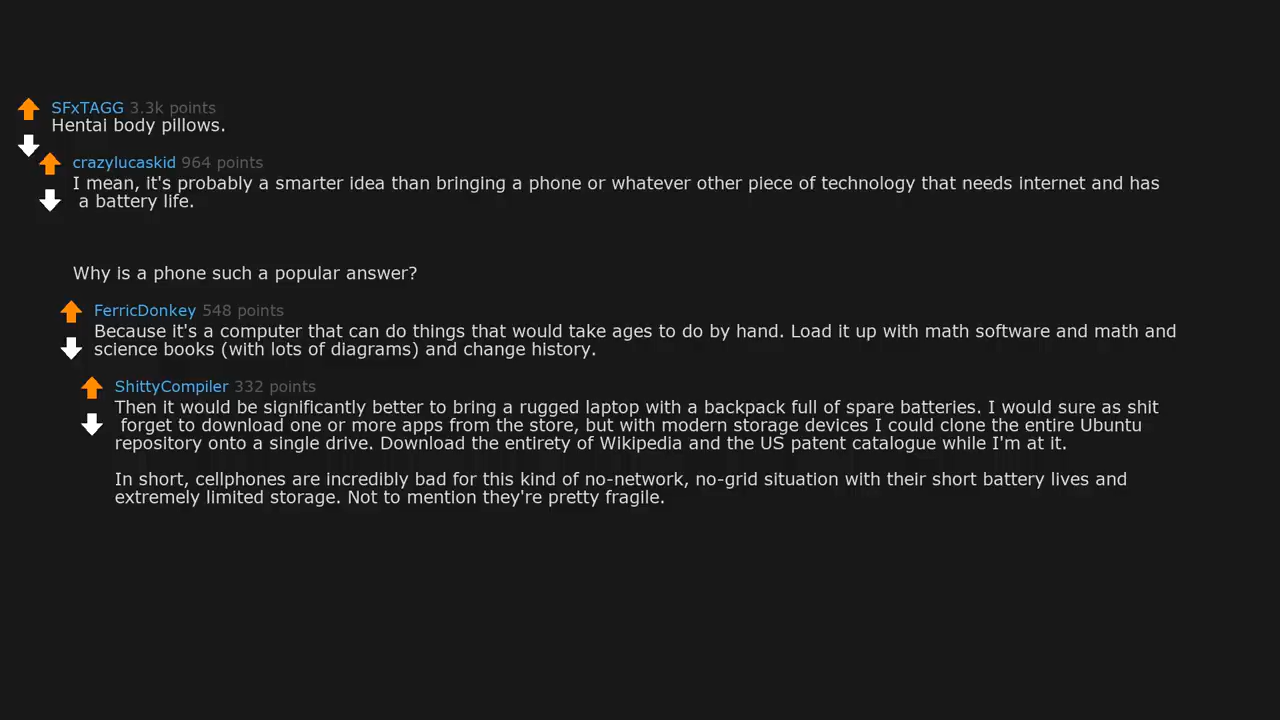 SFxTAGG 3.3k points
Hentai body pillows.
crazylucaskid 964 points
I mean, it's probably a smarter idea than bringing a phone or whatever other piece of technology that needs internet and has
a battery life.
Why is a phone such a popular answer?
FerricDonkey 548 points
Because it's a computer that can do things that would take ages to do by hand. Load it up with math software and math and
science books (with lots of diagrams) and change history.
ShittyCompiler 332 points
Then it would be significantly better to bring a rugged laptop with a backpack full of spare batteries. I would sure as shit
forget to download one or more apps from the store, but with modern storage devices I could clone the entire Ubuntu
repository onto a single drive. Download the entirety of Wikipedia and the US patent catalogue while I'm at it.
In short, cellphones are incredibly bad for this kind of no-network, no-grid situation with their short battery lives and
extremely limited storage. Not to mention they're pretty fragile.